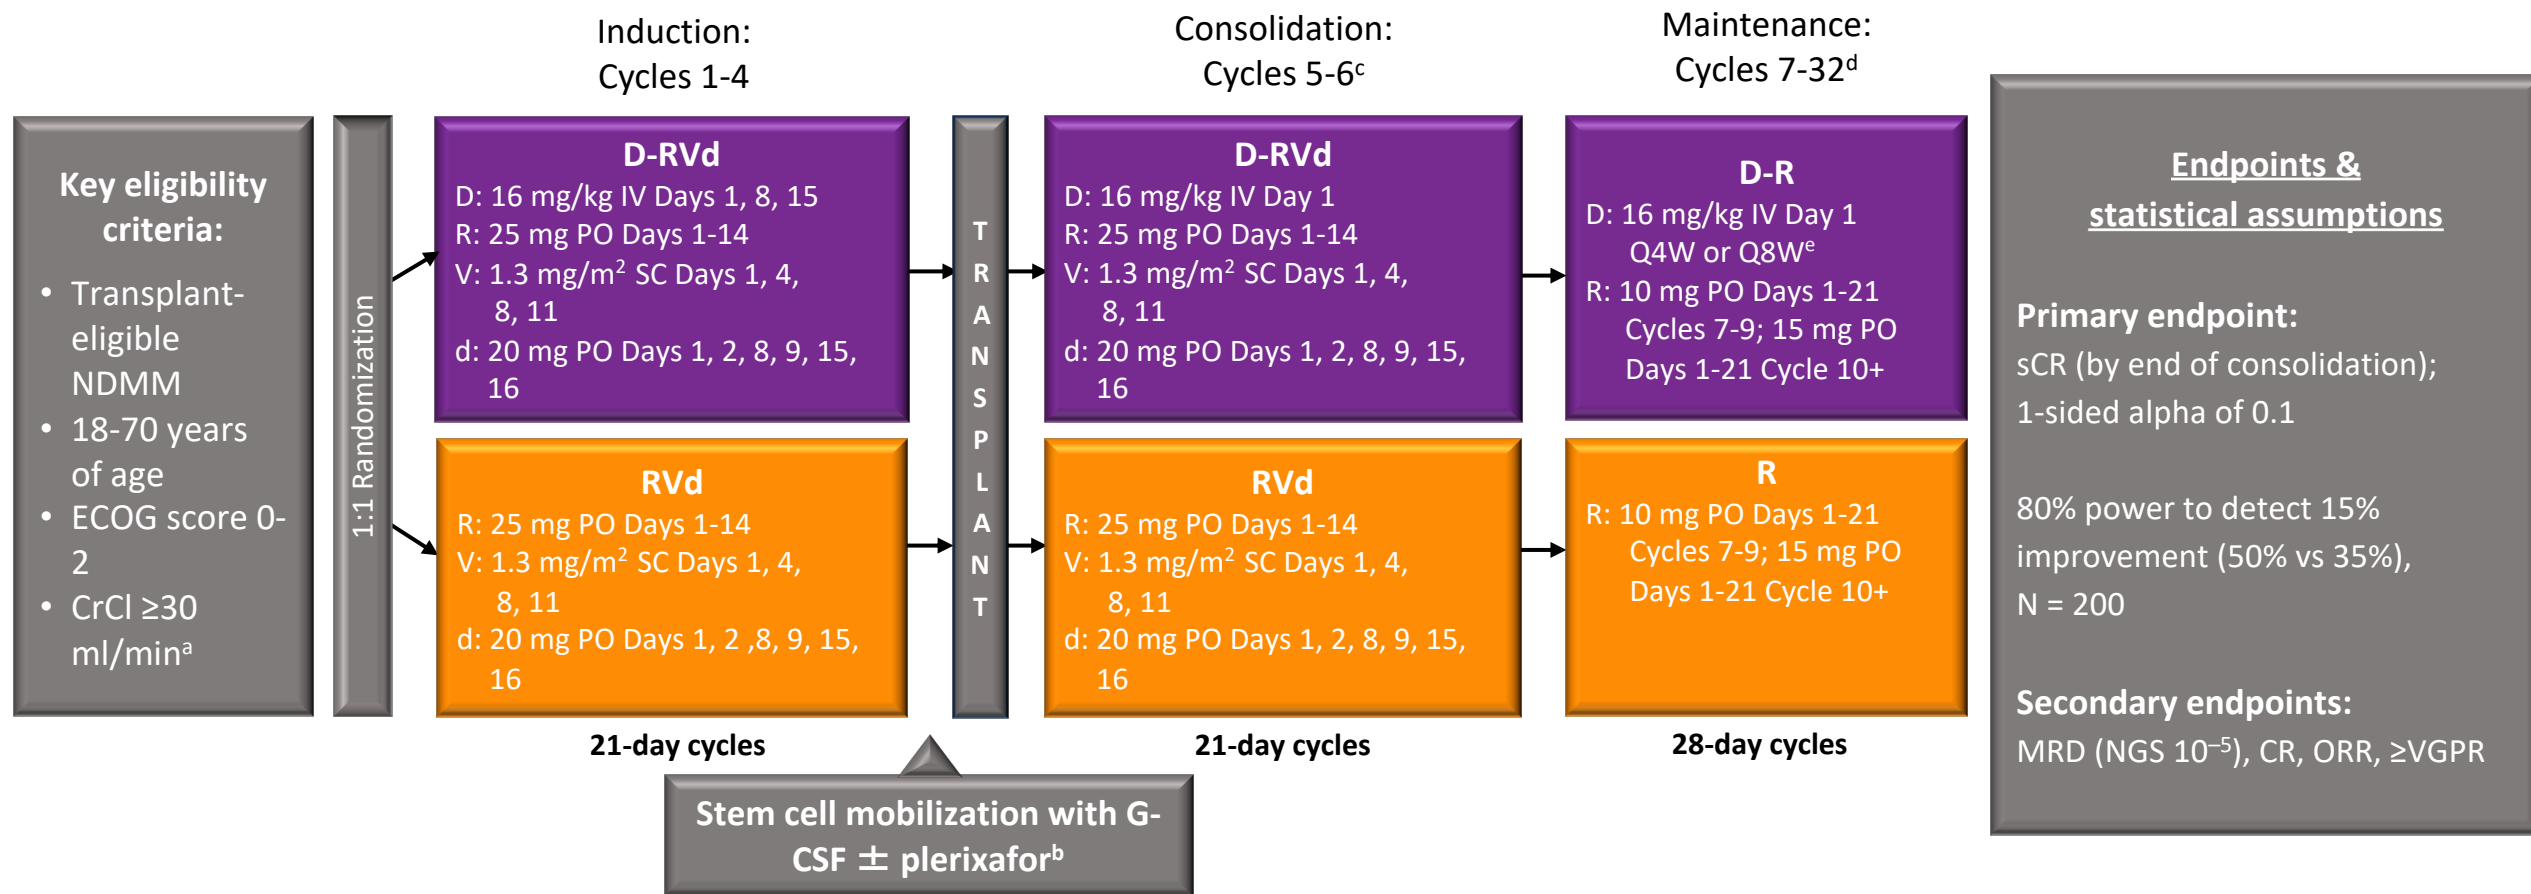 Induction:
Cycles 1-4
Consolidation:
Cycles 5-6ᶜ
Maintenance:
Cycles 7-32ᵈ
Key eligibility
criteria:
• Transplant-
eligible
NDMM
• 18-70 years
of age
• ECOG score 0-
2
• CrCl ≥30
ml/minᵃ
1:1 Randomization
D-RVd
D: 16 mg/kg IV Days 1, 8, 15
R: 25 mg PO Days 1-14
V: 1.3 mg/m² SC Days 1, 4,
8, 11
d: 20 mg PO Days 1, 2, 8, 9, 15,
16
RVd
R: 25 mg PO Days 1-14
V: 1.3 mg/m² SC Days 1, 4,
8, 11
d: 20 mg PO Days 1, 2 ,8, 9, 15,
16
21-day cycles
TRANSPLANT
Stem cell mobilization with G-
CSF ± plerixaforᵇ
D-RVd
D: 16 mg/kg IV Day 1
R: 25 mg PO Days 1-14
V: 1.3 mg/m² SC Days 1, 4,
8, 11
d: 20 mg PO Days 1, 2, 8, 9, 15,
16
RVd
R: 25 mg PO Days 1-14
V: 1.3 mg/m² SC Days 1, 4,
8, 11
d: 20 mg PO Days 1, 2, 8, 9, 15,
16
21-day cycles
D-R
D: 16 mg/kg IV Day 1
Q4W or Q8Wᵉ
R: 10 mg PO Days 1-21
Cycles 7-9; 15 mg PO
Days 1-21 Cycle 10+
R
R: 10 mg PO Days 1-21
Cycles 7-9; 15 mg PO
Days 1-21 Cycle 10+
28-day cycles
Endpoints &
statistical assumptions
Primary endpoint:
sCR (by end of consolidation);
1-sided alpha of 0.1
80% power to detect 15%
improvement (50% vs 35%),
N = 200
Secondary endpoints:
MRD (NGS 10⁻⁵), CR, ORR, ≥VGPR